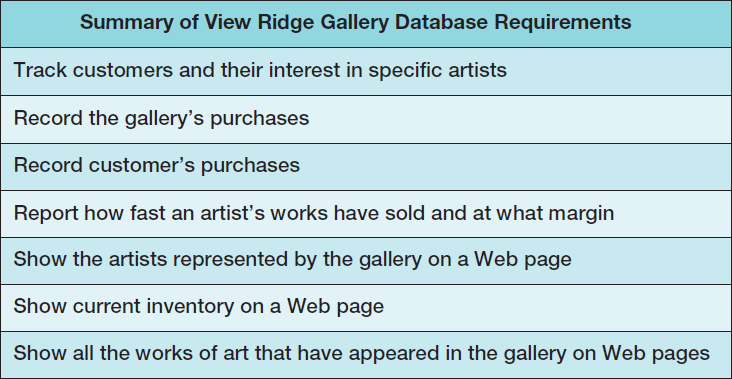 Summary of View Ridge Gallery Database Requirements
Track customers and their interest in specific artists
Record the gallery’s purchases
Record customer’s purchases
Report how fast an artist’s works have sold and at what margin
Show the artists represented by the gallery on a Web page
Show current inventory on a Web page
Show all the works of art that have appeared in the gallery on Web pages